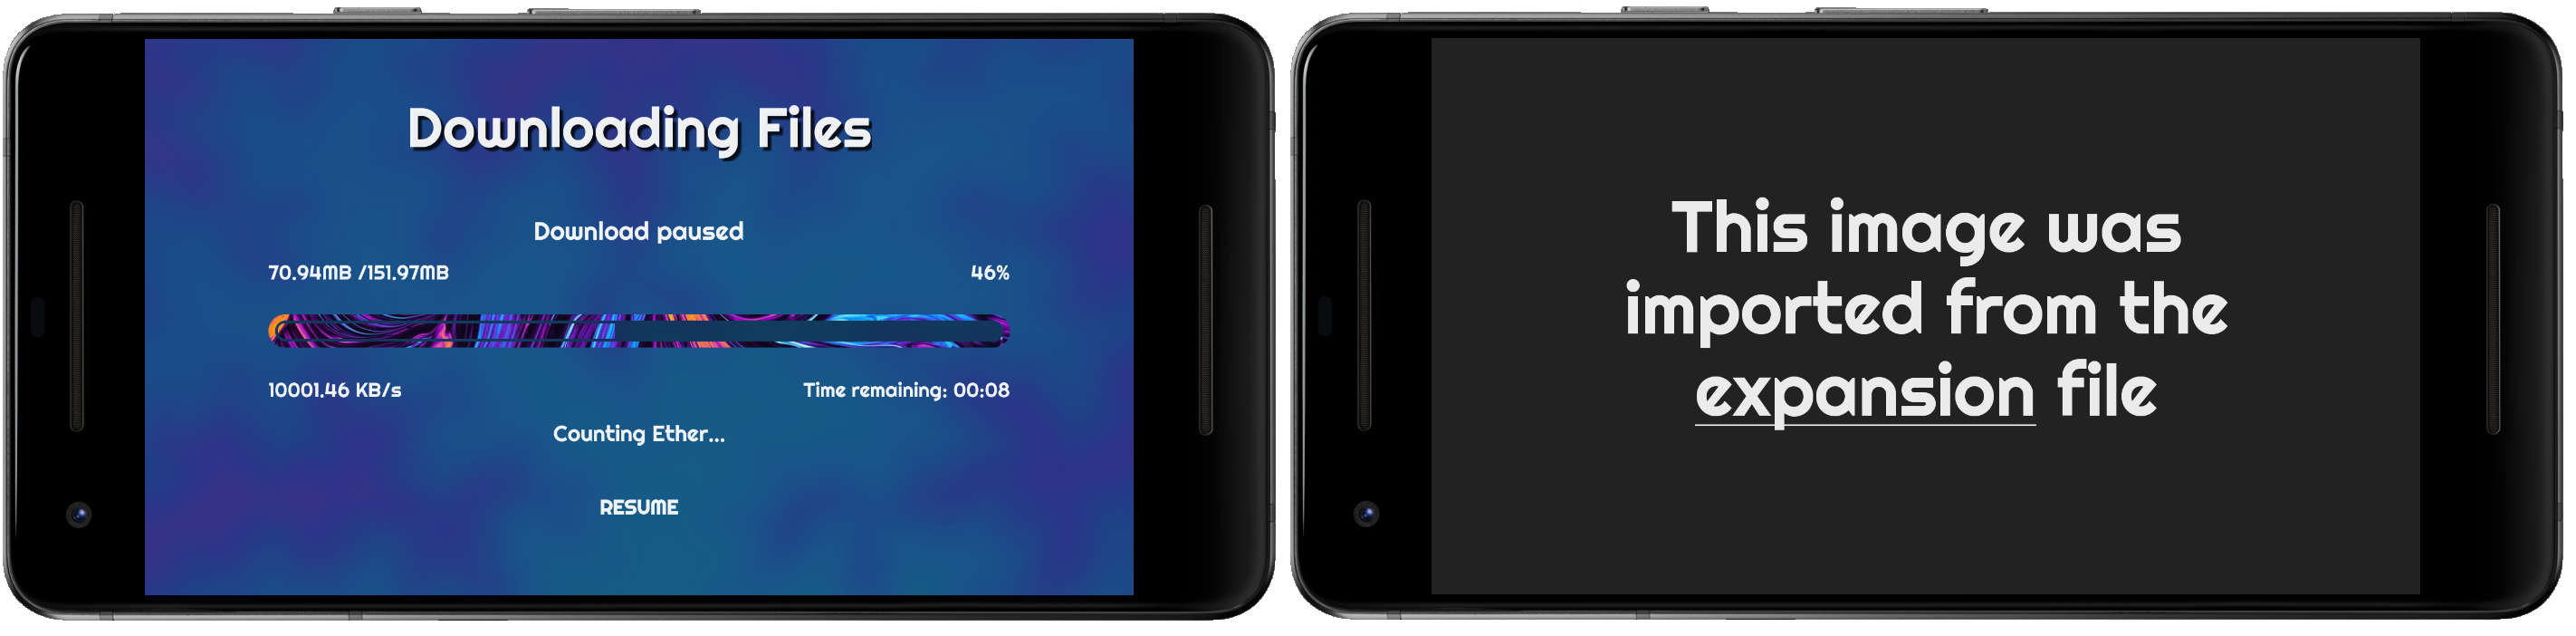 Downloading Files
Download paused
70.94MB /151.97MB
46%
10001.46 KB/s
Time remaining: 00:08
Counting Ether...
RESUME
This image was
imported from the
expansion file